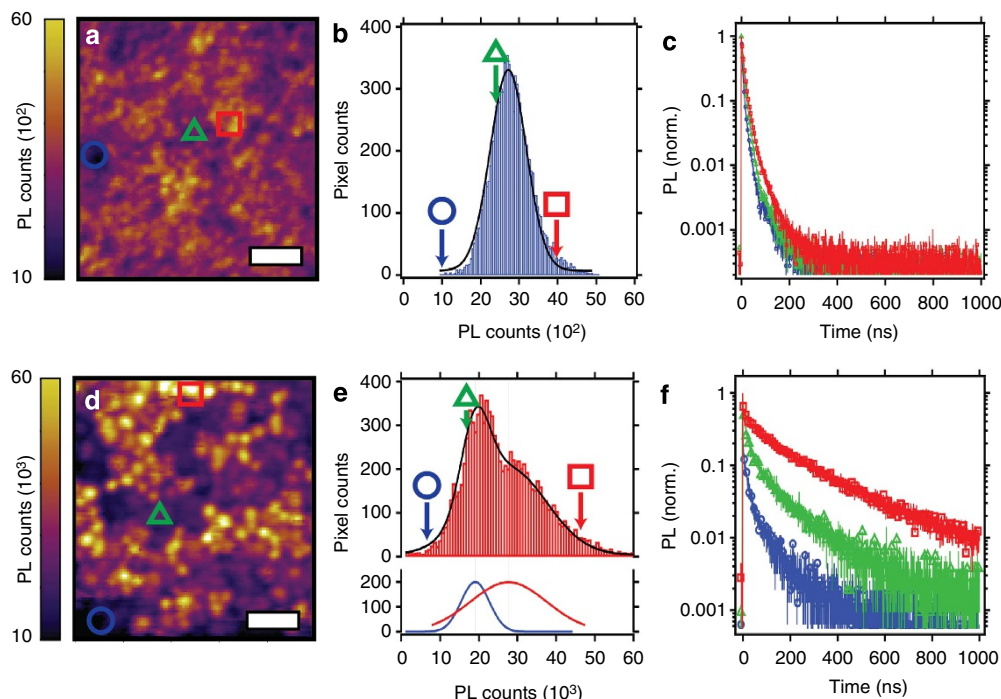 a
60
PL counts (10²)
10
b
400
300
200
100
0
Pixel counts
0 10 20 30 40 50 60
PL counts (10²)
c
1
0.1
0.01
0.001
PL (norm.)
0 200 400 600 800 1000
Time (ns)
d
60
PL counts (10³)
10
e
400
300
200
100
0
Pixel counts
200
100
0
0 10 20 30 40 50 60
PL counts (10³)
f
1
0.1
0.01
0.001
PL (norm.)
0 200 400 600 800 1000
Time (ns)